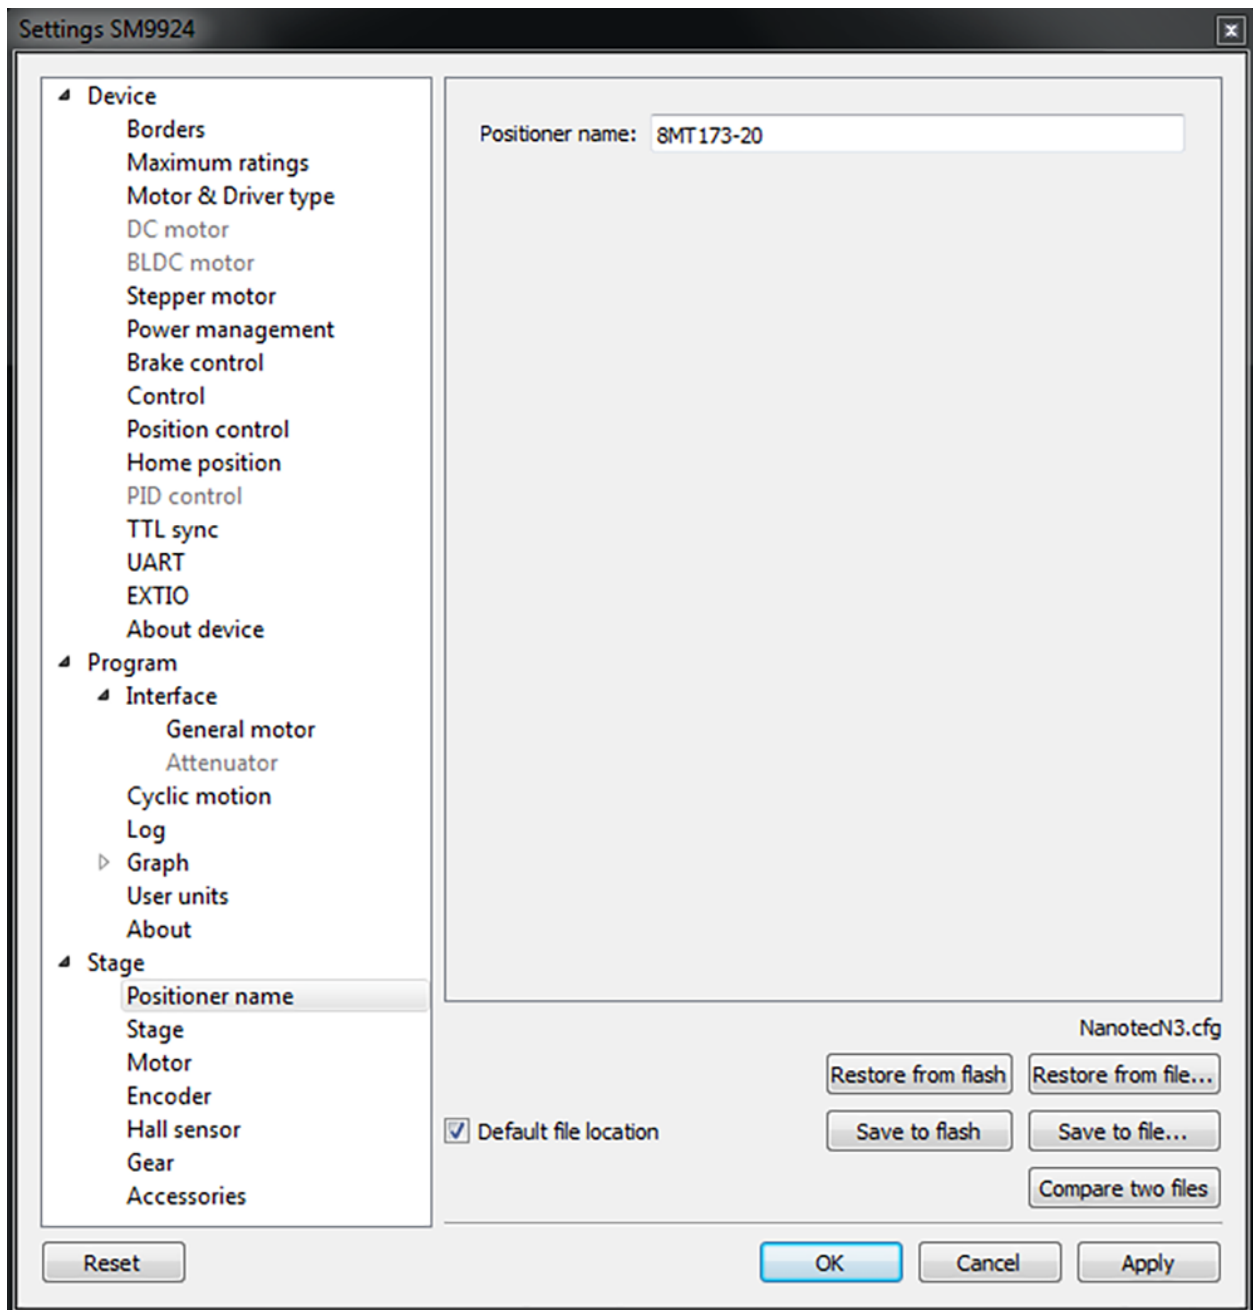 Settings SM9924
Device
Borders
Maximum ratings
Motor & Driver type
DC motor
BLDC motor
Stepper motor
Power management
Brake control
Control
Position control
Home position
PID control
TTL sync
UART
EXTIO
About device
Program
Interface
General motor
Attenuator
Cyclic motion
Log
Graph
User units
About
Stage
Positioner name
Stage
Motor
Encoder
Hall sensor
Gear
Accessories
Positioner name: 8MT173-20
NanotecN3.cfg
Restore from flash Restore from file...
Default file location Save to flash Save to file...
Compare two files
Reset OK Cancel Apply